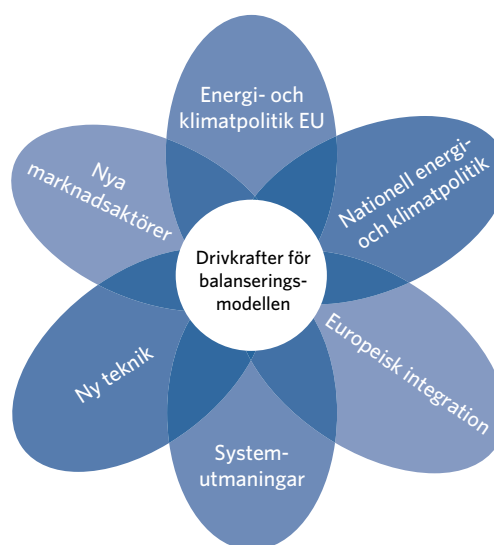 Energi- och
klimatpolitik EU
Nationell energi-
och klimatpolitik
Europeisk integration
System-
utmaningar
Ny teknik
Nya
marknadsaktörer
Drivkrafter för
balanserings-
modellen